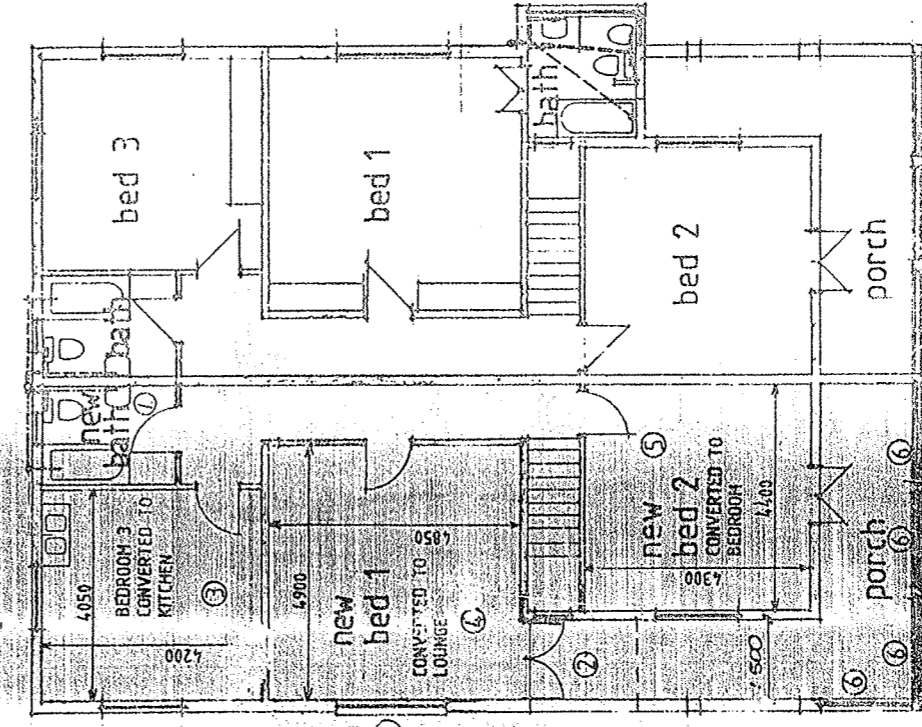 bed 3
bed 1
bath
bed 2
porch
bath
new
bath
①
BEDROOM 3
CONVERTED TO
KITCHEN
4050
4200
③
new
bed 1
CONVERTED TO
LOUNGE
4900
4850
④
②
new
bed 2
CONVERTED TO
BEDROOM
4300
4400
⑤
1500
porch
⑥
⑥
⑥
⑥